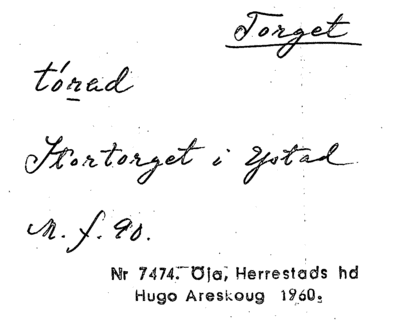 Torget
tórad
Stortorget i Ystad
M. f. 90.
Nr 7474. Öja, Herrestads hd
Hugo Areskoug 1960.